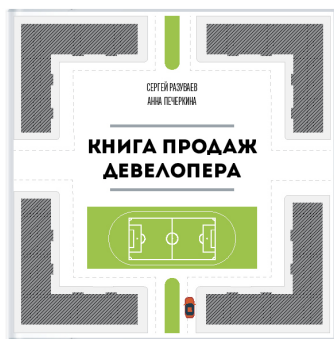 СЕРГЕЙ РАЗУВАЕВ
АННА ПЕЧЕРКИНА
КНИГА ПРОДАЖ
ДЕВЕЛОПЕРА